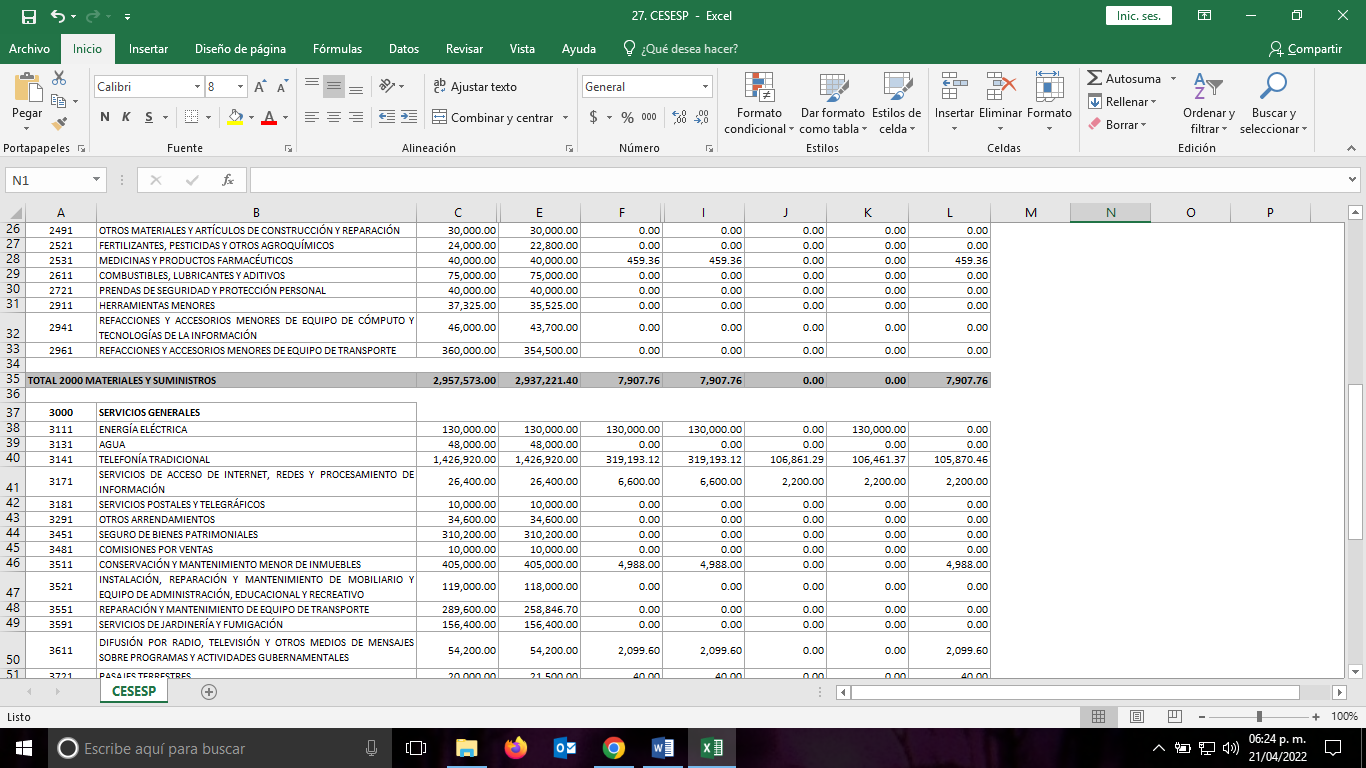 27. CESESP - Excel
Inic. ses.
Archivo Inicio Insertar Diseño de página Fórmulas Datos Revisar Vista Ayuda ¿Qué desea hacer? Compartir
Pegar
Calibri 8
N K S
Ajustar texto
Combinar y centrar
General
$ % 000
Formato condicional
Dar formato como tabla
Estilos de celda
Insertar Eliminar Formato
Autosuma
Rellenar
Borrar
Ordenar y filtrar
Buscar y seleccionar
Portapapeles Fuente Alineación Número Estilos Celdas Edición
N1 fx
A B C E F I J K L M N O P
26 2491 OTROS MATERIALES Y ARTÍCULOS DE CONSTRUCCIÓN Y REPARACIÓN 30,000.00 30,000.00 0.00 0.00 0.00 0.00 0.00
27 2521 FERTILIZANTES, PESTICIDAS Y OTROS AGROQUÍMICOS 24,000.00 22,800.00 0.00 0.00 0.00 0.00 0.00
28 2531 MEDICINAS Y PRODUCTOS FARMACÉUTICOS 40,000.00 40,000.00 459.36 459.36 0.00 0.00 459.36
29 2611 COMBUSTIBLES, LUBRICANTES Y ADITIVOS 75,000.00 75,000.00 0.00 0.00 0.00 0.00 0.00
30 2721 PRENDAS DE SEGURIDAD Y PROTECCIÓN PERSONAL 40,000.00 40,000.00 0.00 0.00 0.00 0.00 0.00
31 2911 HERRAMIENTAS MENORES 37,325.00 35,525.00 0.00 0.00 0.00 0.00 0.00
32 2941 REFACCIONES Y ACCESORIOS MENORES DE EQUIPO DE CÓMPUTO Y
TECNOLOGÍAS DE LA INFORMACIÓN 46,000.00 43,700.00 0.00 0.00 0.00 0.00 0.00
33 2961 REFACCIONES Y ACCESORIOS MENORES DE EQUIPO DE TRANSPORTE 360,000.00 354,500.00 0.00 0.00 0.00 0.00 0.00
34
35 TOTAL 2000 MATERIALES Y SUMINISTROS 2,957,573.00 2,937,221.40 7,907.76 7,907.76 0.00 0.00 7,907.76
36
37 3000 SERVICIOS GENERALES
38 3111 ENERGÍA ELÉCTRICA 130,000.00 130,000.00 130,000.00 130,000.00 0.00 130,000.00 0.00
39 3131 AGUA 48,000.00 48,000.00 0.00 0.00 0.00 0.00 0.00
40 3141 TELEFONÍA TRADICIONAL 1,426,920.00 1,426,920.00 319,193.12 319,193.12 106,861.29 106,461.37 105,870.46
41 3171 SERVICIOS DE ACCESO DE INTERNET, REDES Y PROCESAMIENTO DE
INFORMACIÓN 26,400.00 26,400.00 6,600.00 6,600.00 2,200.00 2,200.00 2,200.00
42 3181 SERVICIOS POSTALES Y TELEGRÁFICOS 10,000.00 10,000.00 0.00 0.00 0.00 0.00 0.00
43 3291 OTROS ARRENDAMIENTOS 34,600.00 34,600.00 0.00 0.00 0.00 0.00 0.00
44 3451 SEGURO DE BIENES PATRIMONIALES 310,200.00 310,200.00 0.00 0.00 0.00 0.00 0.00
45 3481 COMISIONES POR VENTAS 10,000.00 10,000.00 0.00 0.00 0.00 0.00 0.00
46 3511 CONSERVACIÓN Y MANTENIMIENTO MENOR DE INMUEBLES 405,000.00 405,000.00 4,988.00 4,988.00 0.00 0.00 4,988.00
47 3521 INSTALACIÓN, REPARACIÓN Y MANTENIMIENTO DE MOBILIARIO Y
EQUIPO DE ADMINISTRACIÓN, EDUCACIONAL Y RECREATIVO 119,000.00 118,000.00 0.00 0.00 0.00 0.00 0.00
48 3551 REPARACIÓN Y MANTENIMIENTO DE EQUIPO DE TRANSPORTE 289,600.00 258,846.70 0.00 0.00 0.00 0.00 0.00
49 3591 SERVICIOS DE JARDINERÍA Y FUMIGACIÓN 156,400.00 156,400.00 0.00 0.00 0.00 0.00 0.00
50 3611 DIFUSIÓN POR RADIO, TELEVISIÓN Y OTROS MEDIOS DE MENSAJES
SOBRE PROGRAMAS Y ACTIVIDADES GUBERNAMENTALES 54,200.00 54,200.00 2,099.60 2,099.60 0.00 0.00 2,099.60
51 3721 PASAJES TERRESTRES 20,000.00 21,500.00 40.00 40.00 0.00 0.00 40.00
CESESP
Listo 100%
Escribe aquí para buscar
06:24 p. m.
21/04/2022